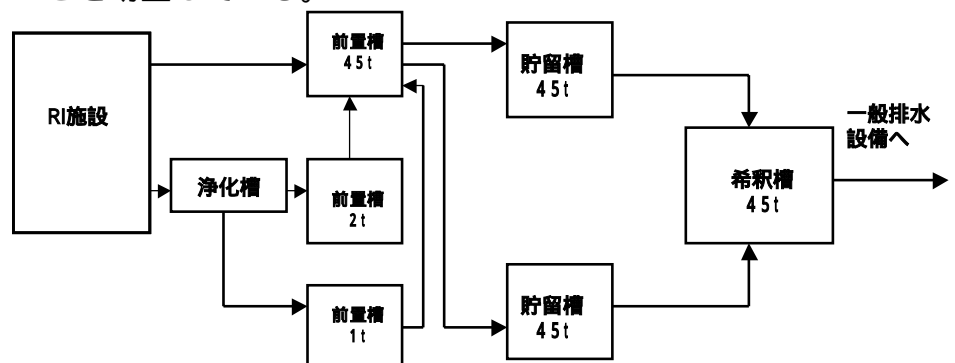 前置槽
45t
貯留槽
45t
RI施設
一般排水
設備へ
浄化槽
前置槽
2t
希釈槽
45t
前置槽
1t
貯留槽
45t